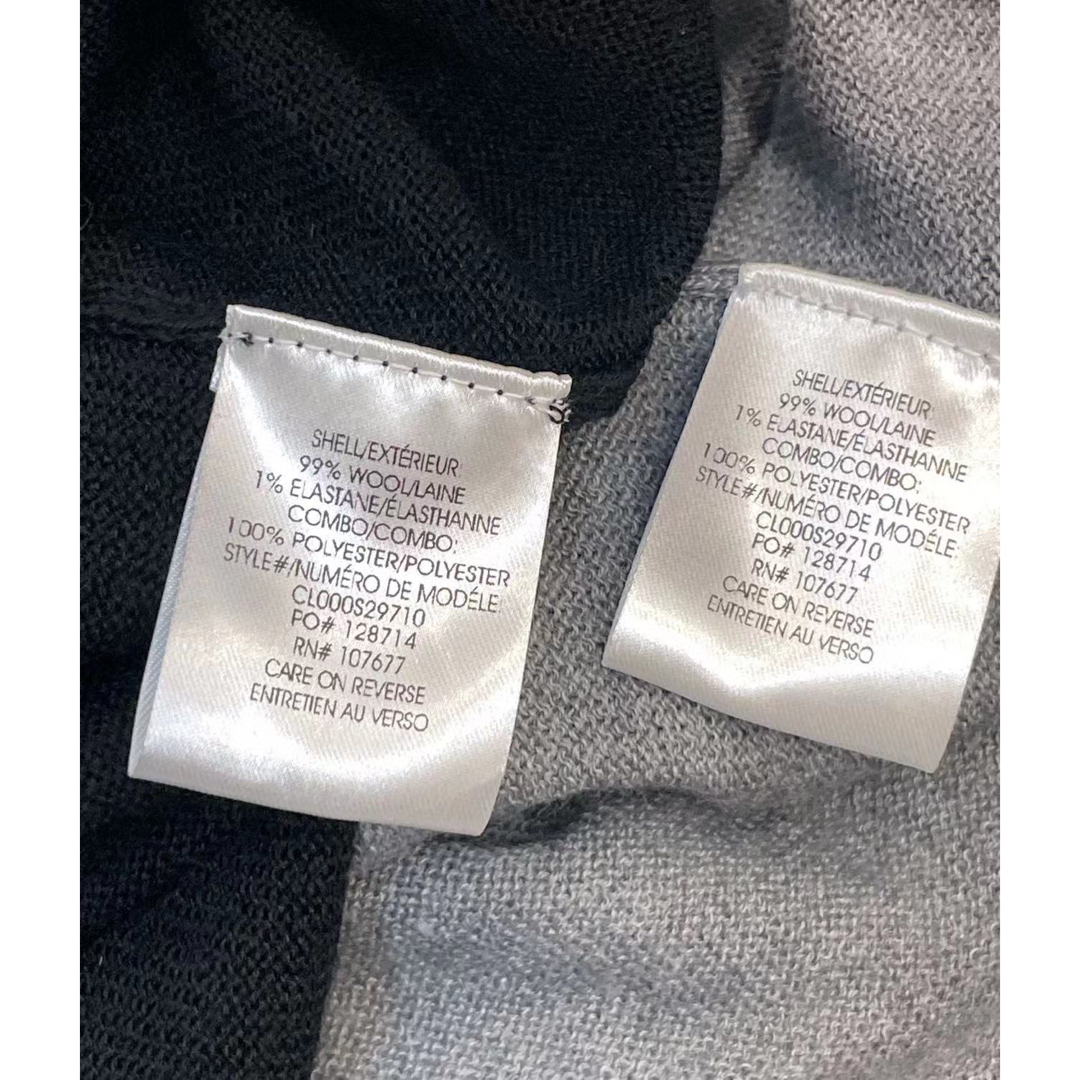 SHELL/EXTÉRIEUR:
99% WOOL/LAINE
1% ELASTANE/ÉLASTHANNE
COMBO/COMBO:
100% POLYESTER/POLYESTER
STYLE#/NUMÉRO DE MODÉLE:
CL000S29710
PO# 128714
RN# 107677
CARE ON REVERSE
ENTRETIEN AU VERSO
SHELL/EXTÉRIEUR:
99% WOOL/LAINE
1% ELASTANE/ÉLASTHANNE
COMBO/COMBO:
100% POLYESTER/POLYESTER
STYLE#/NUMÉRO DE MODÉLE:
CL000S29710
PO# 128714
RN# 107677
CARE ON REVERSE
ENTRETIEN AU VERSO